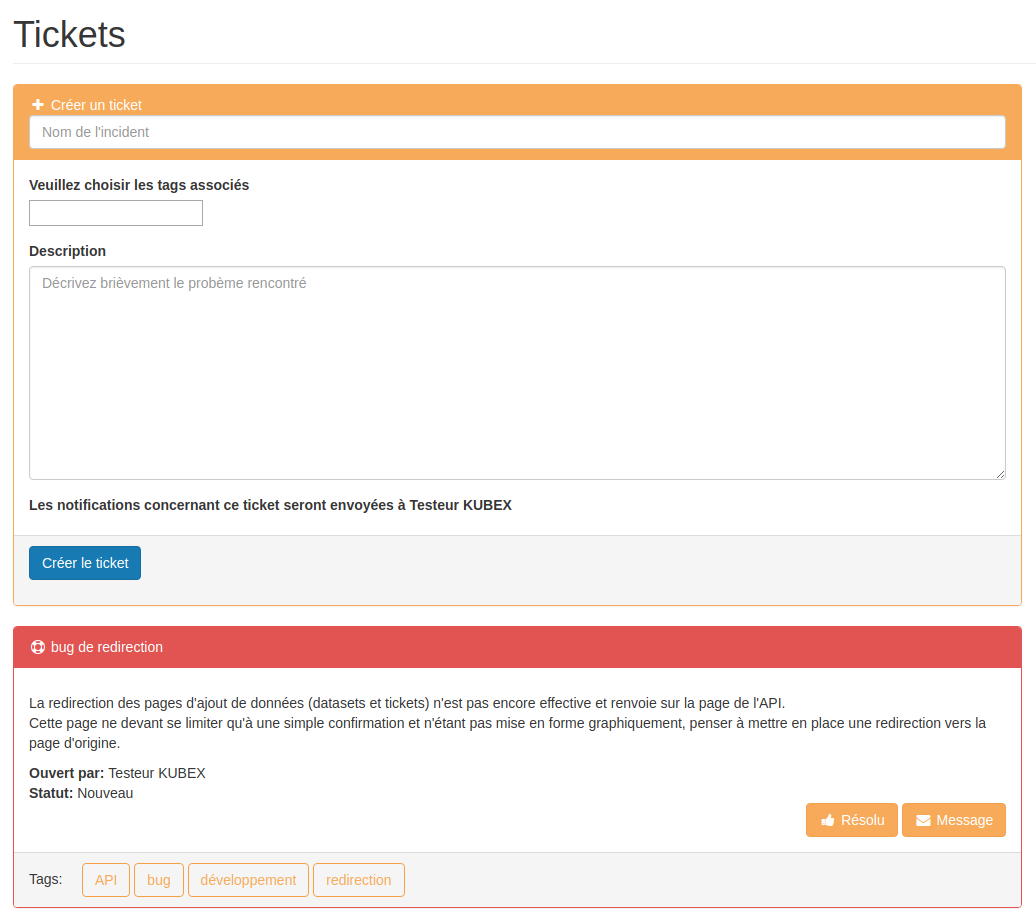 Tickets
Créer un ticket
Nom de l'incident
Veuillez choisir les tags associés
Description
Décrivez brièvement le probème rencontré
Les notifications concernant ce ticket seront envoyées à Testeur KUBEX
Créer le ticket
bug de redirection
La redirection des pages d'ajout de données (datasets et tickets) n'est pas encore effective et renvoie sur la page de l'API.
Cette page ne devant se limiter qu'à une simple confirmation et n'étant pas mise en forme graphiquement, penser à mettre en place une redirection vers la
page d'origine.
Ouvert par: Testeur KUBEX
Statut: Nouveau
Résolu Message
Tags: API bug développement redirection